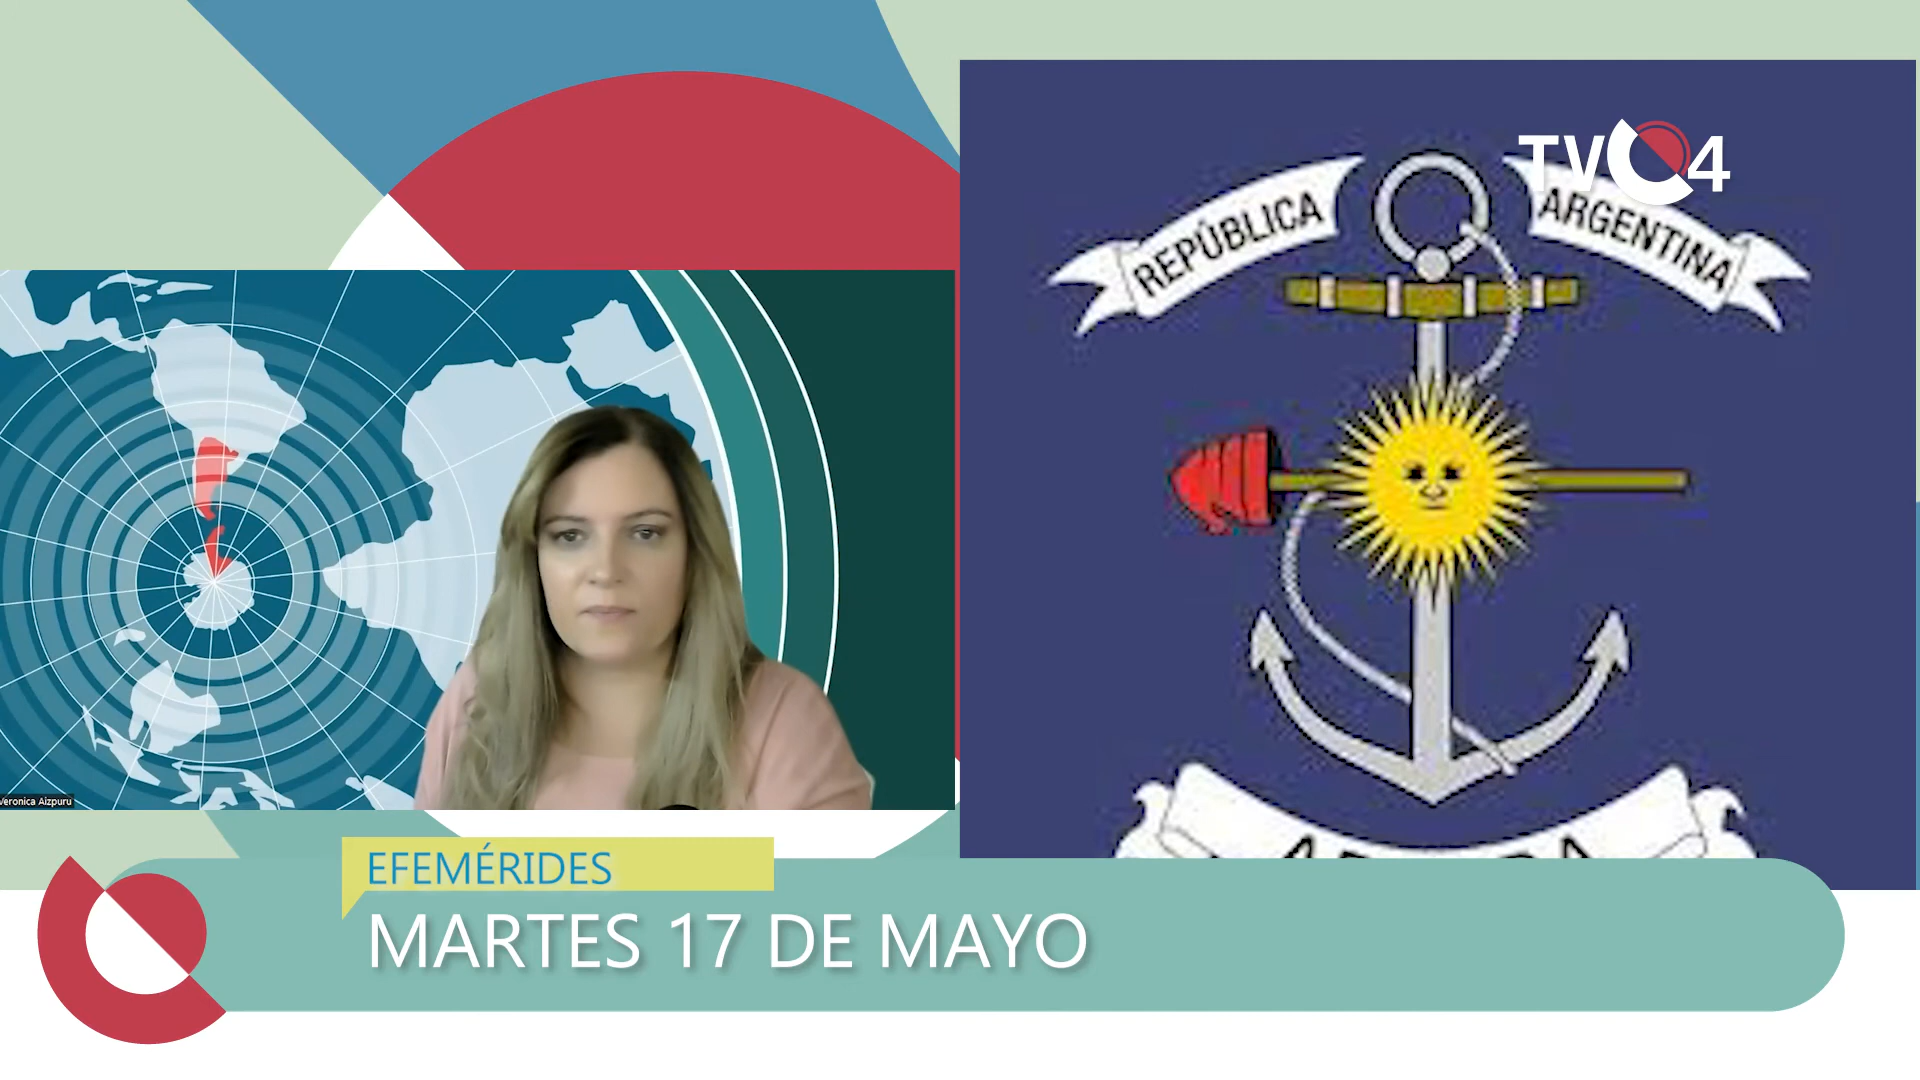 TVC4
REPÚBLICA
ARGENTINA
Veronica Aizpuru
EFEMÉRIDES
MARTES 17 DE MAYO